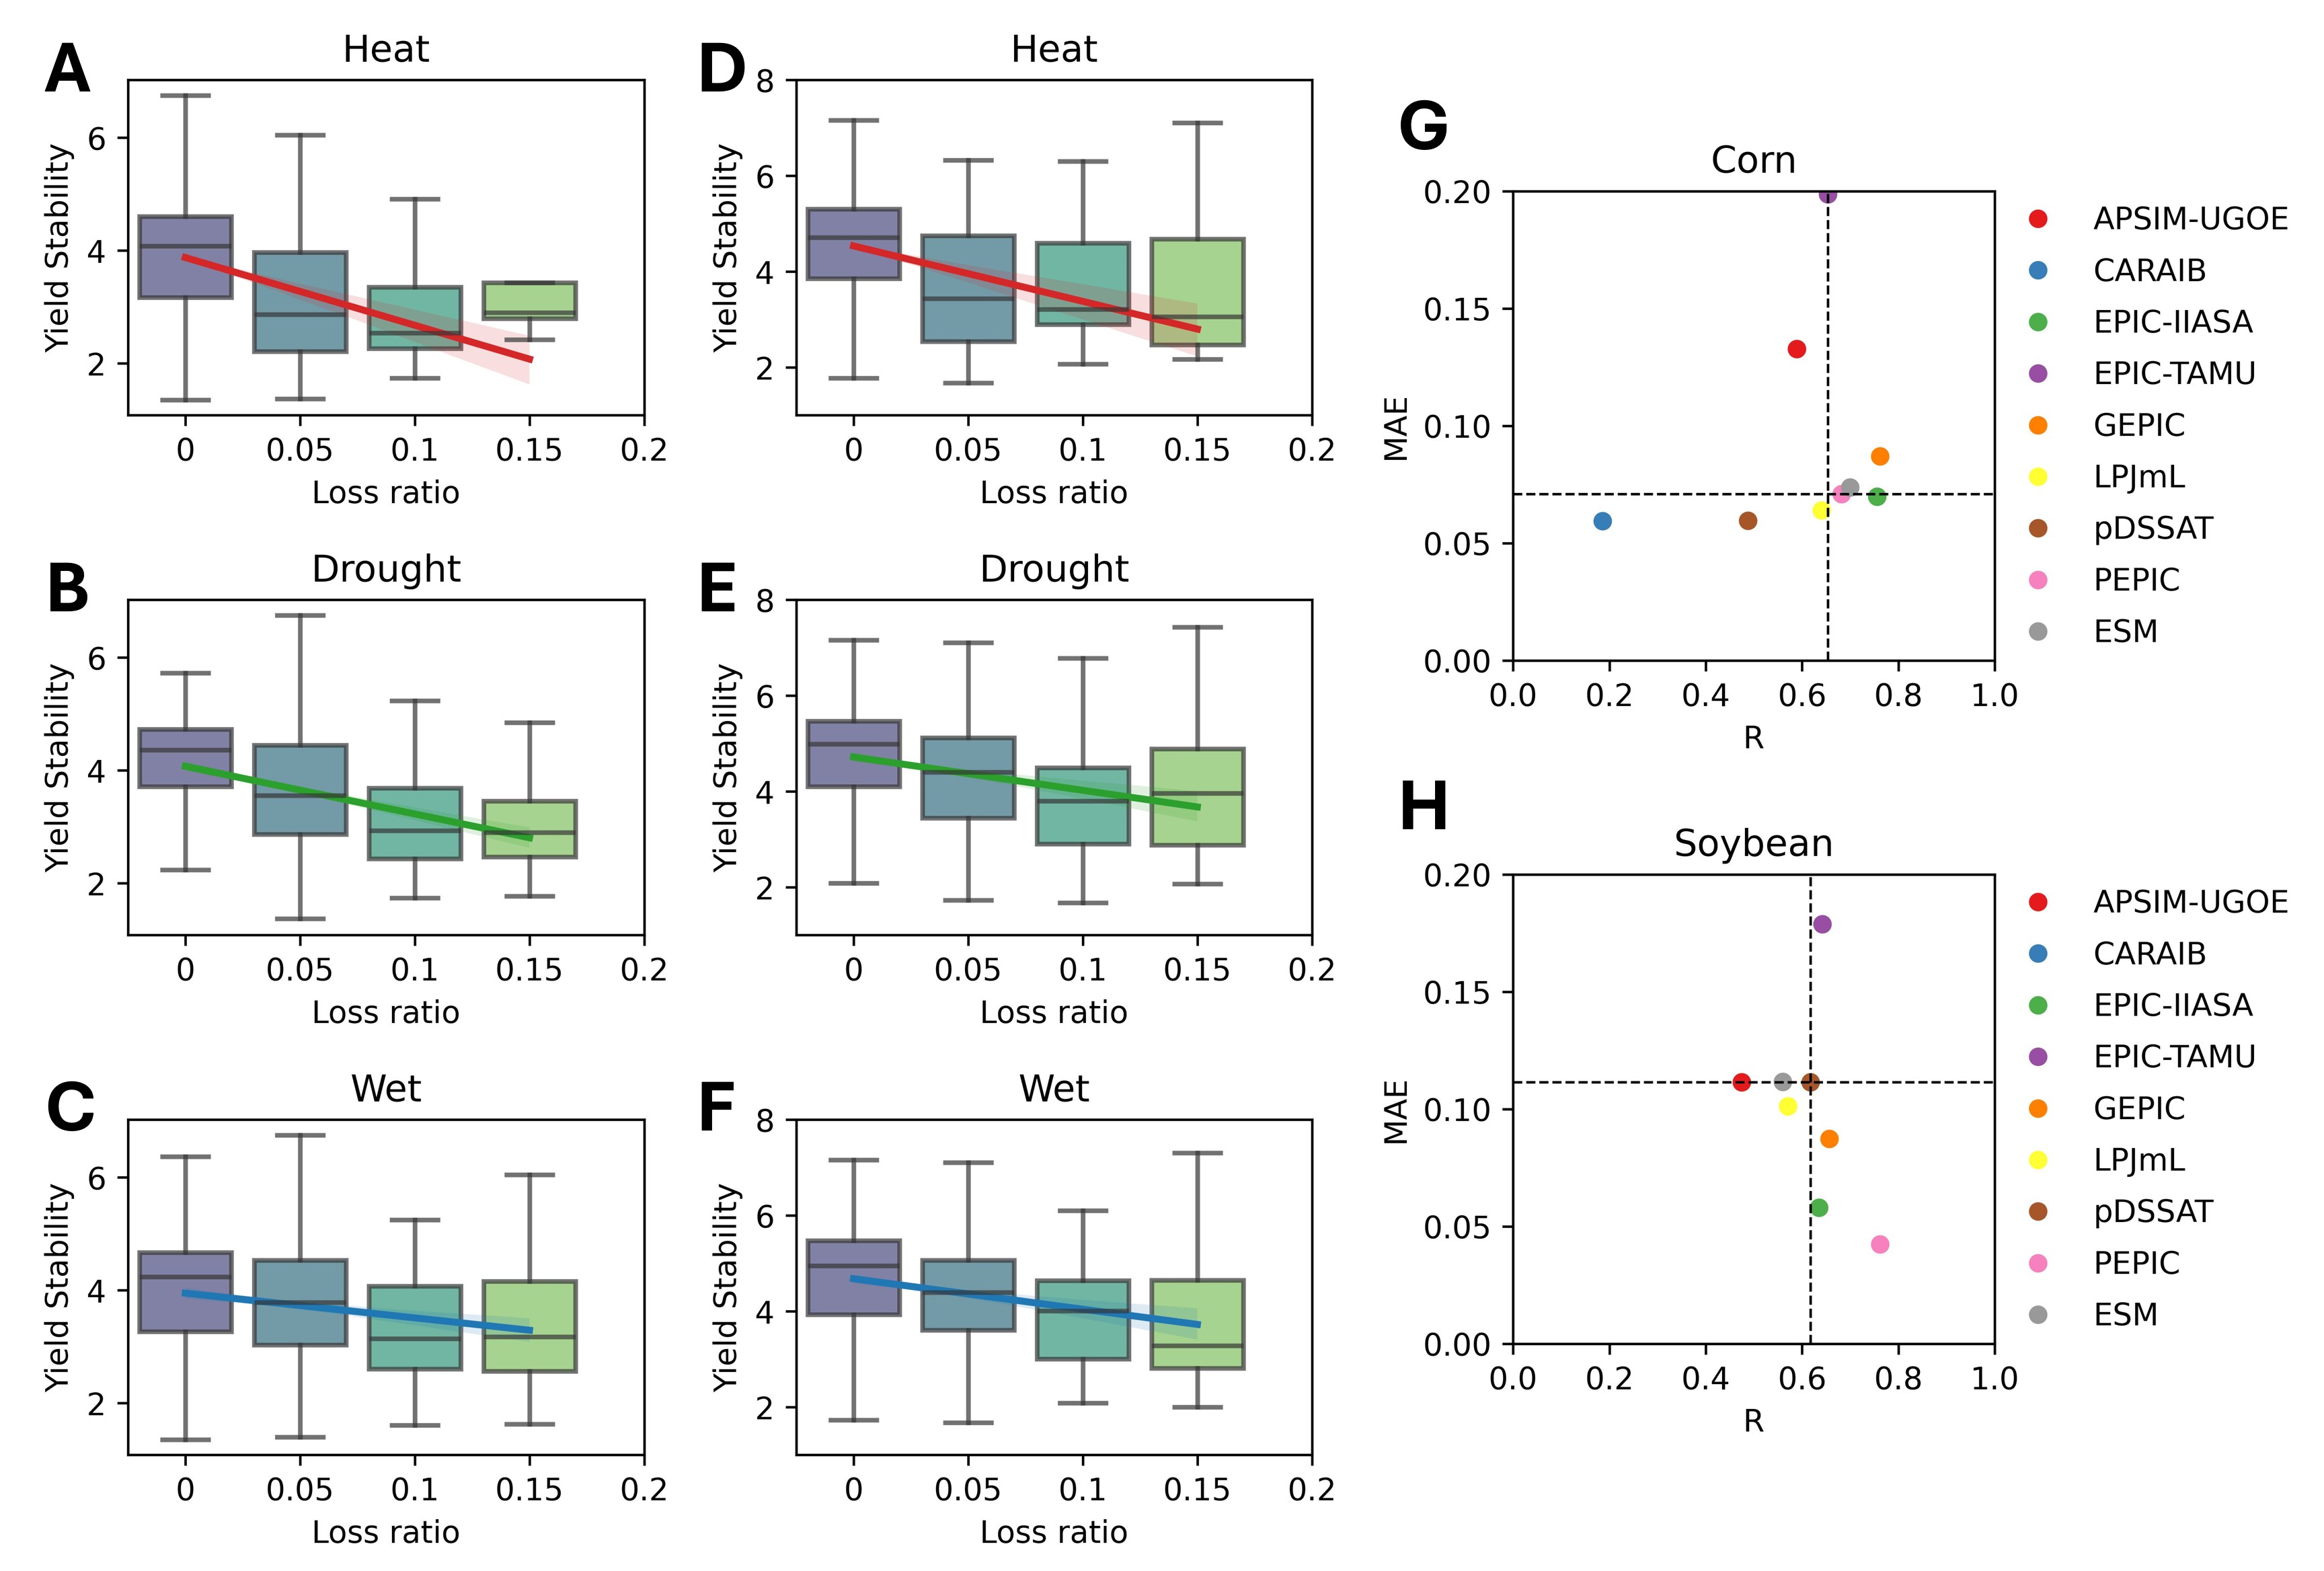 A
Heat
Yield Stability
6
4
2
0 0.05 0.1 0.15 0.2
Loss ratio
B
Drought
Yield Stability
6
4
2
0 0.05 0.1 0.15 0.2
Loss ratio
C
Wet
Yield Stability
6
4
2
0 0.05 0.1 0.15 0.2
Loss ratio
D
Heat
Yield Stability
8
6
4
2
0 0.05 0.1 0.15 0.2
Loss ratio
E
Drought
Yield Stability
8
6
4
2
0 0.05 0.1 0.15 0.2
Loss ratio
F
Wet
Yield Stability
8
6
4
2
0 0.05 0.1 0.15 0.2
Loss ratio
G
Corn
MAE
0.20
0.15
0.10
0.05
0.00
0.0 0.2 0.4 0.6 0.8 1.0
R
APSIM-UGOE
CARAIB
EPIC-IIASA
EPIC-TAMU
GEPIC
LPJmL
pDSSAT
PEPIC
ESM
H
Soybean
MAE
0.20
0.15
0.10
0.05
0.00
0.0 0.2 0.4 0.6 0.8 1.0
R
APSIM-UGOE
CARAIB
EPIC-IIASA
EPIC-TAMU
GEPIC
LPJmL
pDSSAT
PEPIC
ESM